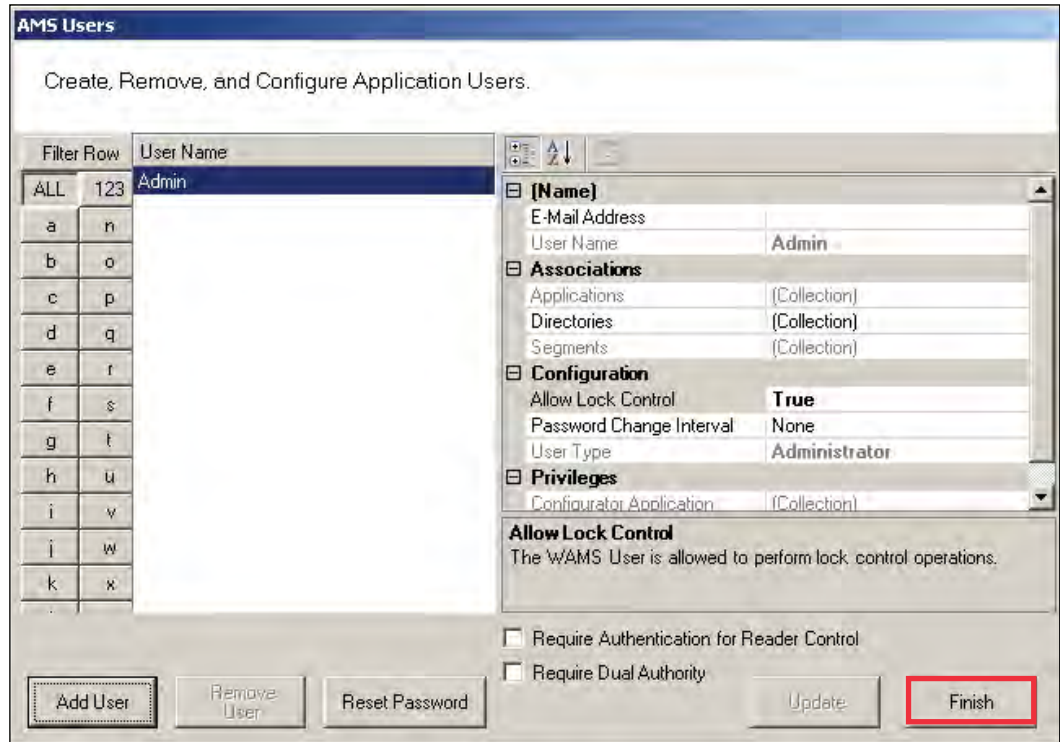 AMS Users
Create, Remove, and Configure Application Users.
Filter Row
User Name
ALL 123
Admin
a n
b o
c p
d q
e r
f s
g t
h u
i v
j w
k x
(Name)
E-Mail Address
User Name Admin
Associations
Applications (Collection)
Directories (Collection)
Segments (Collection)
Configuration
Allow Lock Control True
Password Change Interval None
User Type Administrator
Privileges
Configurator Application (Collection)
Allow Lock Control
The WAMS User is allowed to perform lock control operations.
Require Authentication for Reader Control
Require Dual Authority
Add User
Remove
User
Reset Password
Update
Finish